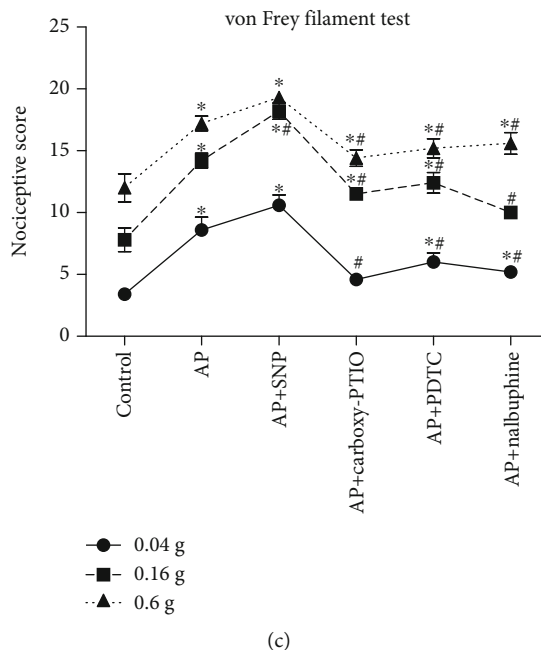 von Frey filament test
25
20
15
10
5
0
Nociceptive score
*
*
*
*
*#
*
*#
*#
#
*#
*#
*#
*#
#
*#
Control
AP
AP+SNP
AP+carboxy-PTIO
AP+PDTC
AP+nalbuphine
0.04 g
0.16 g
0.6 g
(c)